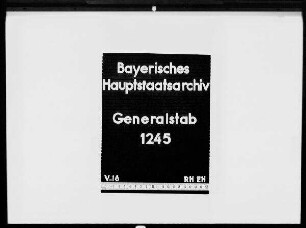 Bayerisches
Hauptstaatsarchiv
Generalstab
1245
V.16 RH EH